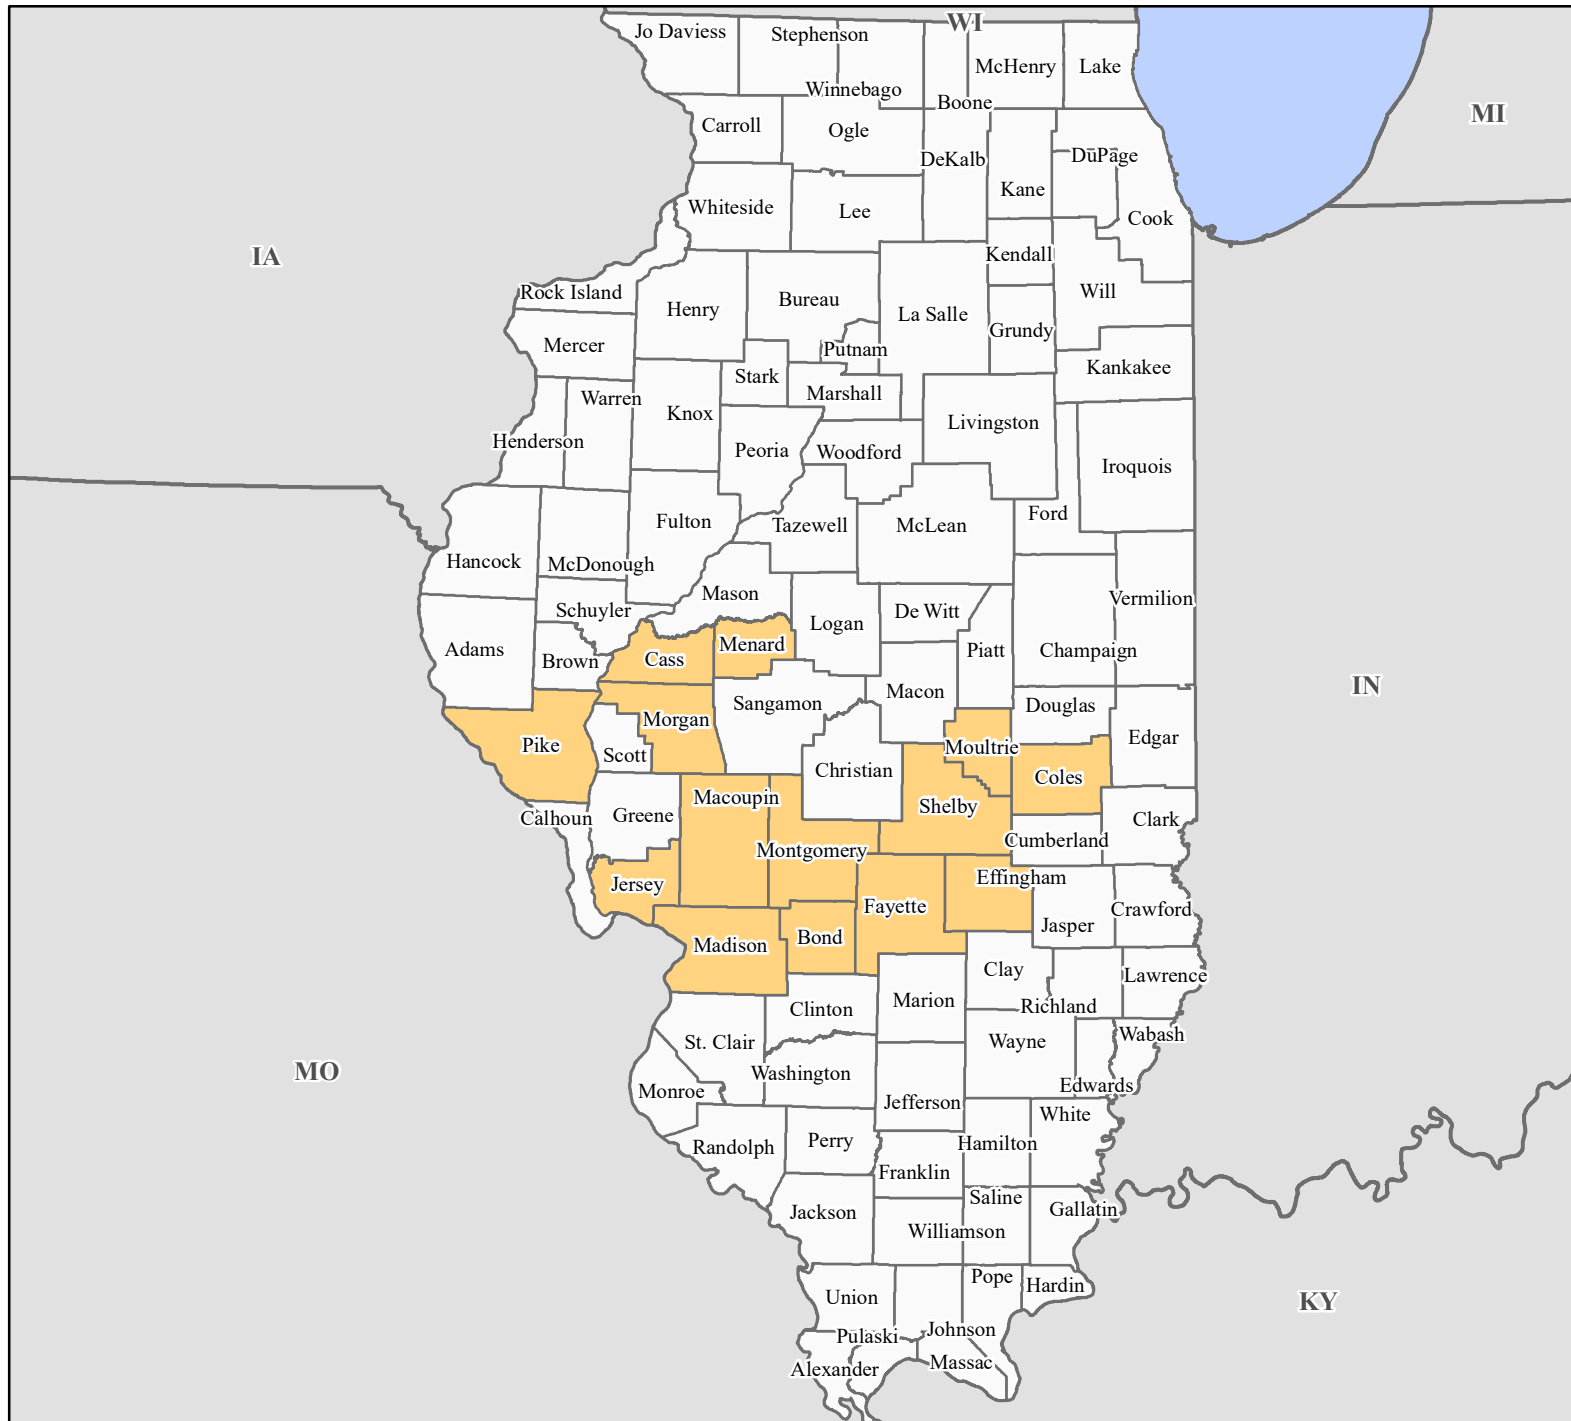 WI
Jo Daviess
Stephenson
Winnebago
Boone
McHenry
Lake
MI
Carroll
Ogle
DeKalb
Kane
DuPage
Cook
Whiteside
Lee
IA
Kendall
Rock Island
Henry
Bureau
La Salle
Will
Grundy
Mercer
Putnam
Kankakee
Stark
Marshall
Warren
Knox
Livingston
Henderson
Peoria
Woodford
Iroquois
Fulton
Tazewell
McLean
Ford
Hancock
McDonough
Mason
Vermilion
Schuyler
Logan
De Witt
Adams
Brown
Cass
Menard
Piatt
Champaign
Macon
IN
Sangamon
Douglas
Morgan
Pike
Scott
Moultrie
Edgar
Christian
Coles
Macoupin
Shelby
Calhoun
Greene
Clark
Montgomery
Cumberland
Jersey
Effingham
Fayette
Crawford
Jasper
Madison
Bond
Clay
Lawrence
Marion
Richland
Clinton
St. Clair
Wayne
Wabash
MO
Washington
Monroe
Edwards
Jefferson
White
Randolph
Perry
Hamilton
Franklin
Saline
Jackson
Gallatin
Williamson
Pope
Hardin
Union
KY
Johnson
Pulaski
Alexander
Massac